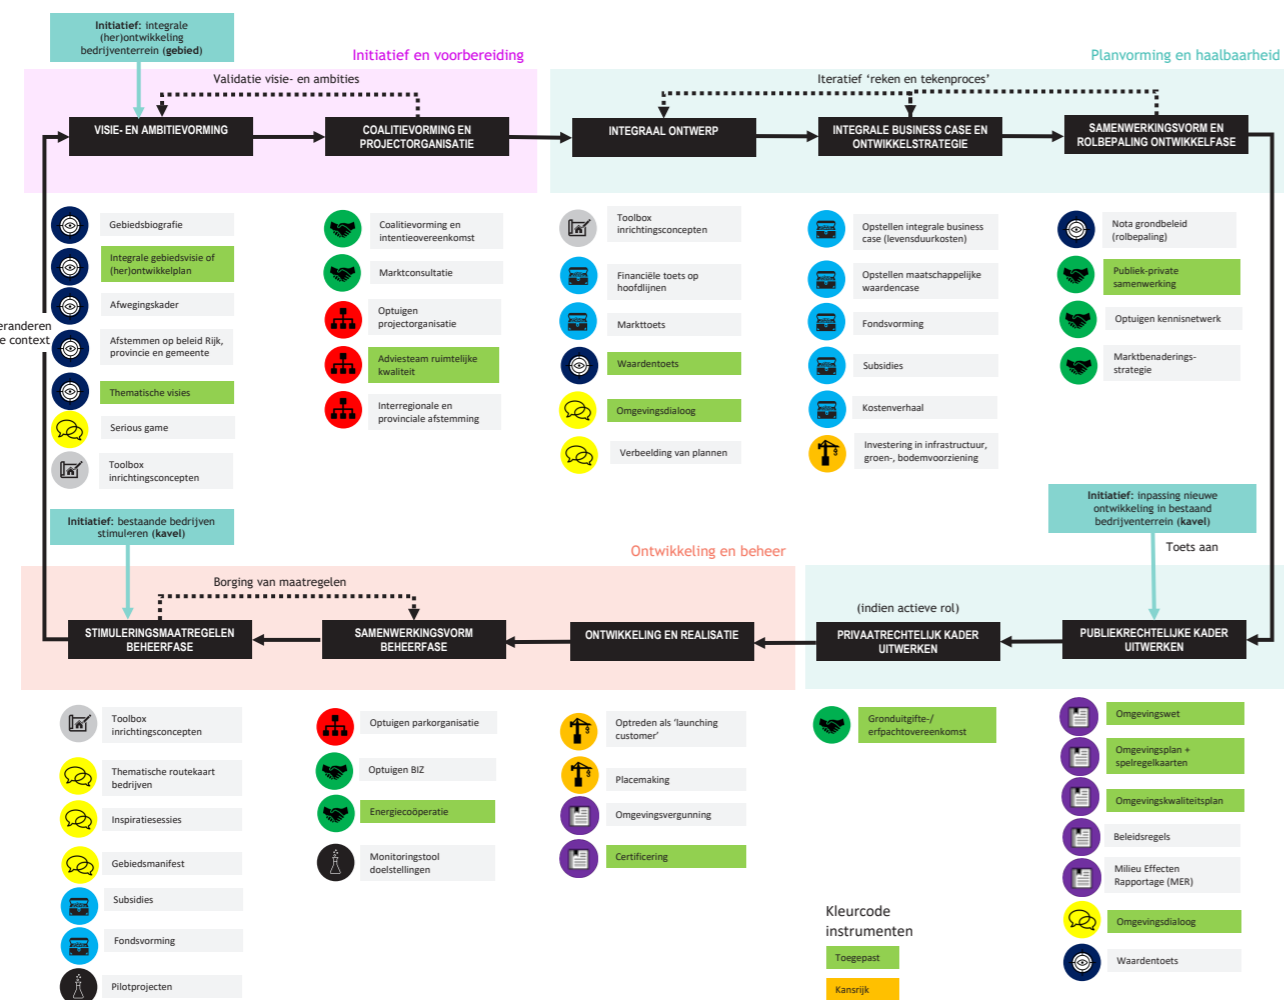 Initiatief: integrale
(her)ontwikkeling
bedrijventerrein (gebied)
Initiatief en voorbereiding
Planvorming en haalbaarheid
Validatie visie- en ambities
Iteratief ‘reken en tekenproces’
VISIE- EN AMBITIEVORMING
COALITIEVORMING EN
PROJECTORGANISATIE
INTEGRAAL ONTWERP
INTEGRALE BUSINESS CASE EN
ONTWIKKELSTRATEGIE
SAMENWERKINGSVORM EN
ROLBEPALING ONTWIKKELFASE
Gebiedsbiografie
Integrale gebiedsvisie of
(her)ontwikkelplan
Afwegingskader
Afstemmen op beleid Rijk,
provincie en gemeente
Thematische visies
Serious game
Toolbox
inrichtingsconcepten
eranderen
e context
Coalitievorming en
intentieovereenkomst
Marktconsultatie
Optuigen
projectorganisatie
Adviesteam ruimtelijke
kwaliteit
Interregionale en
provinciale afstemming
Toolbox
inrichtingsconcepten
Financiële toets op
hoofdlijnen
Markttoets
Waardentoets
Omgevingsdialoog
Verbeelding van plannen
Opstellen integrale business
case (levensduurkosten)
Opstellen maatschappelijke
waardencase
Fondsvorming
Subsidies
Kostenverhaal
Investering in infrastructuur,
groen-, bodemvoorziening
Nota grondbeleid
(rolbepaling)
Publiek-private
samenwerking
Optuigen kennisnetwerk
Marktbenaderings-
strategie
Initiatief: bestaande bedrijven
stimuleren (kavel)
Initiatief: inpassing nieuwe
ontwikkeling in bestaand
bedrijventerrein (kavel)
Toets aan
Ontwikkeling en beheer
Borging van maatregelen
(indien actieve rol)
STIMULERINGSMAATREGELEN
BEHEERFASE
SAMENWERKINGSVORM
BEHEERFASE
ONTWIKKELING EN REALISATIE
PRIVAATRECHTELIJK KADER
UITWERKEN
PUBLIEKRECHTELIJKE KADER
UITWERKEN
Toolbox
inrichtingsconcepten
Thematische routekaart
bedrijven
Inspiratiesessies
Gebiedsmanifest
Subsidies
Fondsvorming
Pilotprojecten
Optuigen parkorganisatie
Optuigen BIZ
Energiecoöperatie
Monitoringstool
doelstellingen
Optreden als ‘launching
customer’
Placemaking
Omgevingsvergunning
Certificering
Gronduitgifte-/
erfpachtovereenkomst
Omgevingswet
Omgevingsplan +
spelregelkaarten
Omgevingskwaliteitsplan
Beleidsregels
Milieu Effecten
Rapportage (MER)
Omgevingsdialoog
Waardentoets
Kleurcode
instrumenten
Toegepast
Kansrijk